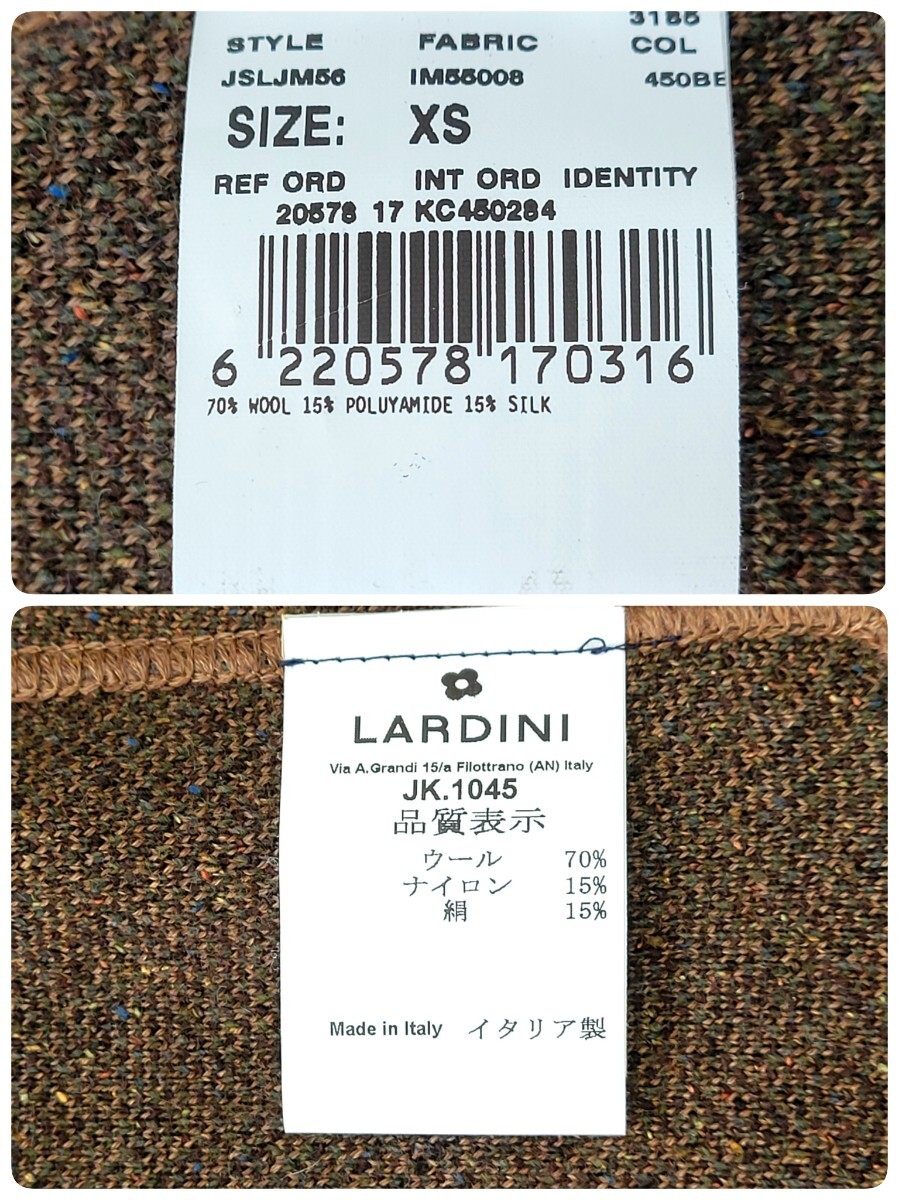 3185
STYLE FABRIC COL
JSLJM56 IM55008 450BE
SIZE: XS
REF ORD INT ORD IDENTITY
20578 17 KC450284
6 220578 170316
70% WOOL 15% POLUYAMIDE 15% SILK
LARDINI
Via A.Grandi 15/a Filottrano (AN) Italy
JK.1045
品質表示
ウール 70%
ナイロン 15%
絹 15%
Made in Italy イタリア製